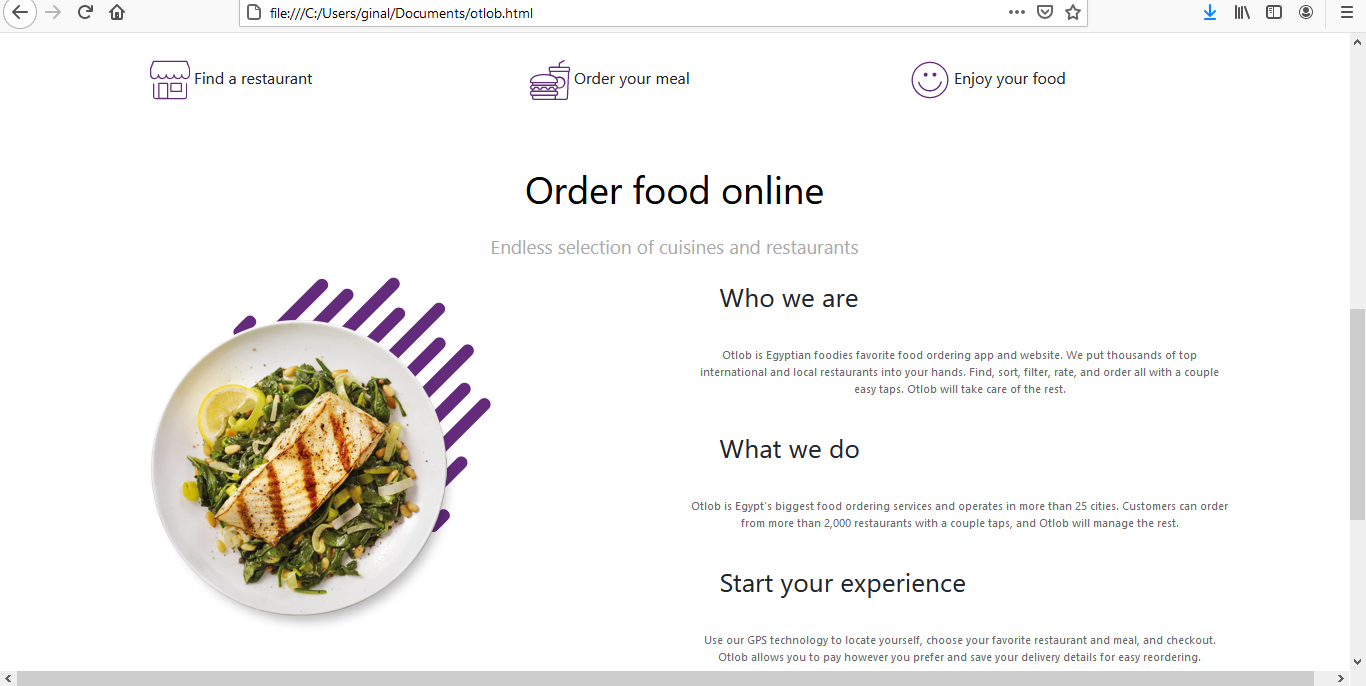 file:///C:/Users/ginal/Documents/otlob.html
Find a restaurant
Order your meal
Enjoy your food
Order food online
Endless selection of cuisines and restaurants
Who we are
Otlob is Egyptian foodies favorite food ordering app and website. We put thousands of top
international and local restaurants into your hands. Find, sort, filter, rate, and order all with a couple
easy taps. Otlob will take care of the rest.
What we do
Otlob is Egypt's biggest food ordering services and operates in more than 25 cities. Customers can order
from more than 2,000 restaurants with a couple taps, and Otlob will manage the rest.
Start your experience
Use our GPS technology to locate yourself, choose your favorite restaurant and meal, and checkout.
Otlob allows you to pay however you prefer and save your delivery details for easy reordering.